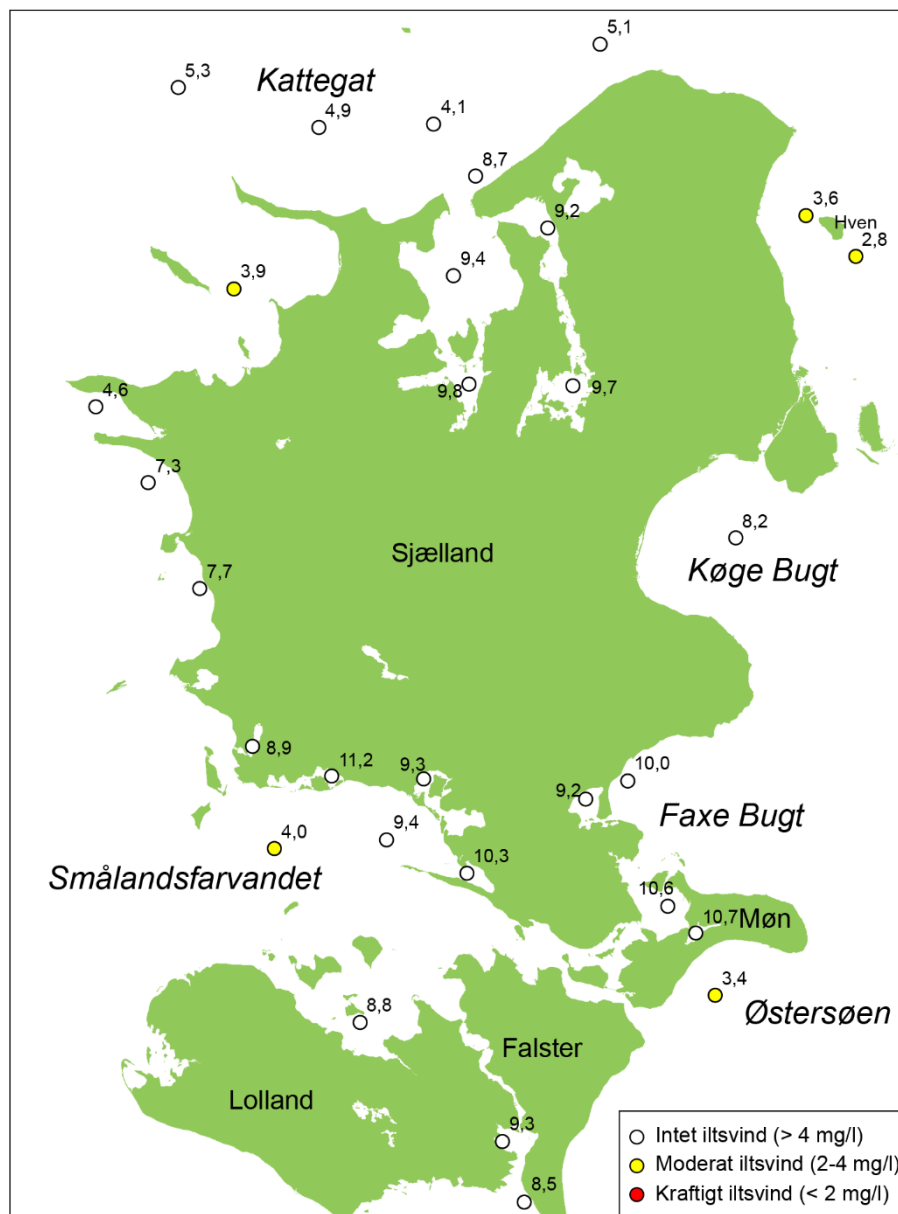 5,1
5,3
Kattegat
4,9
4,1
8,7
9,2
3,6
Hven
2,8
9,4
3,9
9,8
9,7
4,6
7,3
8,2
Sjælland
Køge Bugt
7,7
8,9
11,2
9,3
10,0
9,2
Faxe Bugt
9,4
4,0
Smålandsfarvandet
10,3
10,6
Møn
10,7
3,4
Østersøen
8,8
Falster
Lolland
9,3
8,5
Intet iltsvind (> 4 mg/l)
Moderat iltsvind (2-4 mg/l)
Kraftigt iltsvind (< 2 mg/l)